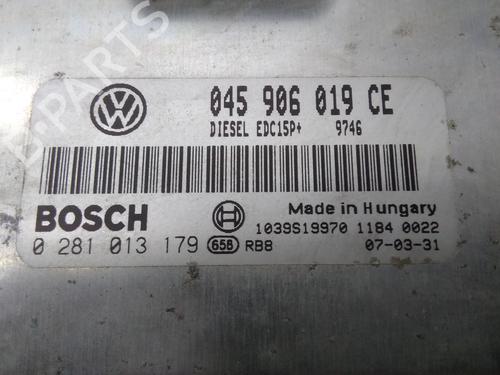 B-Parts
045 906 019 CE
DIESEL EDC15P+ 9746
BOSCH
Made in Hungary
1039S19970 1184 0022
0 281 013 179 656 RB8 07-03-31